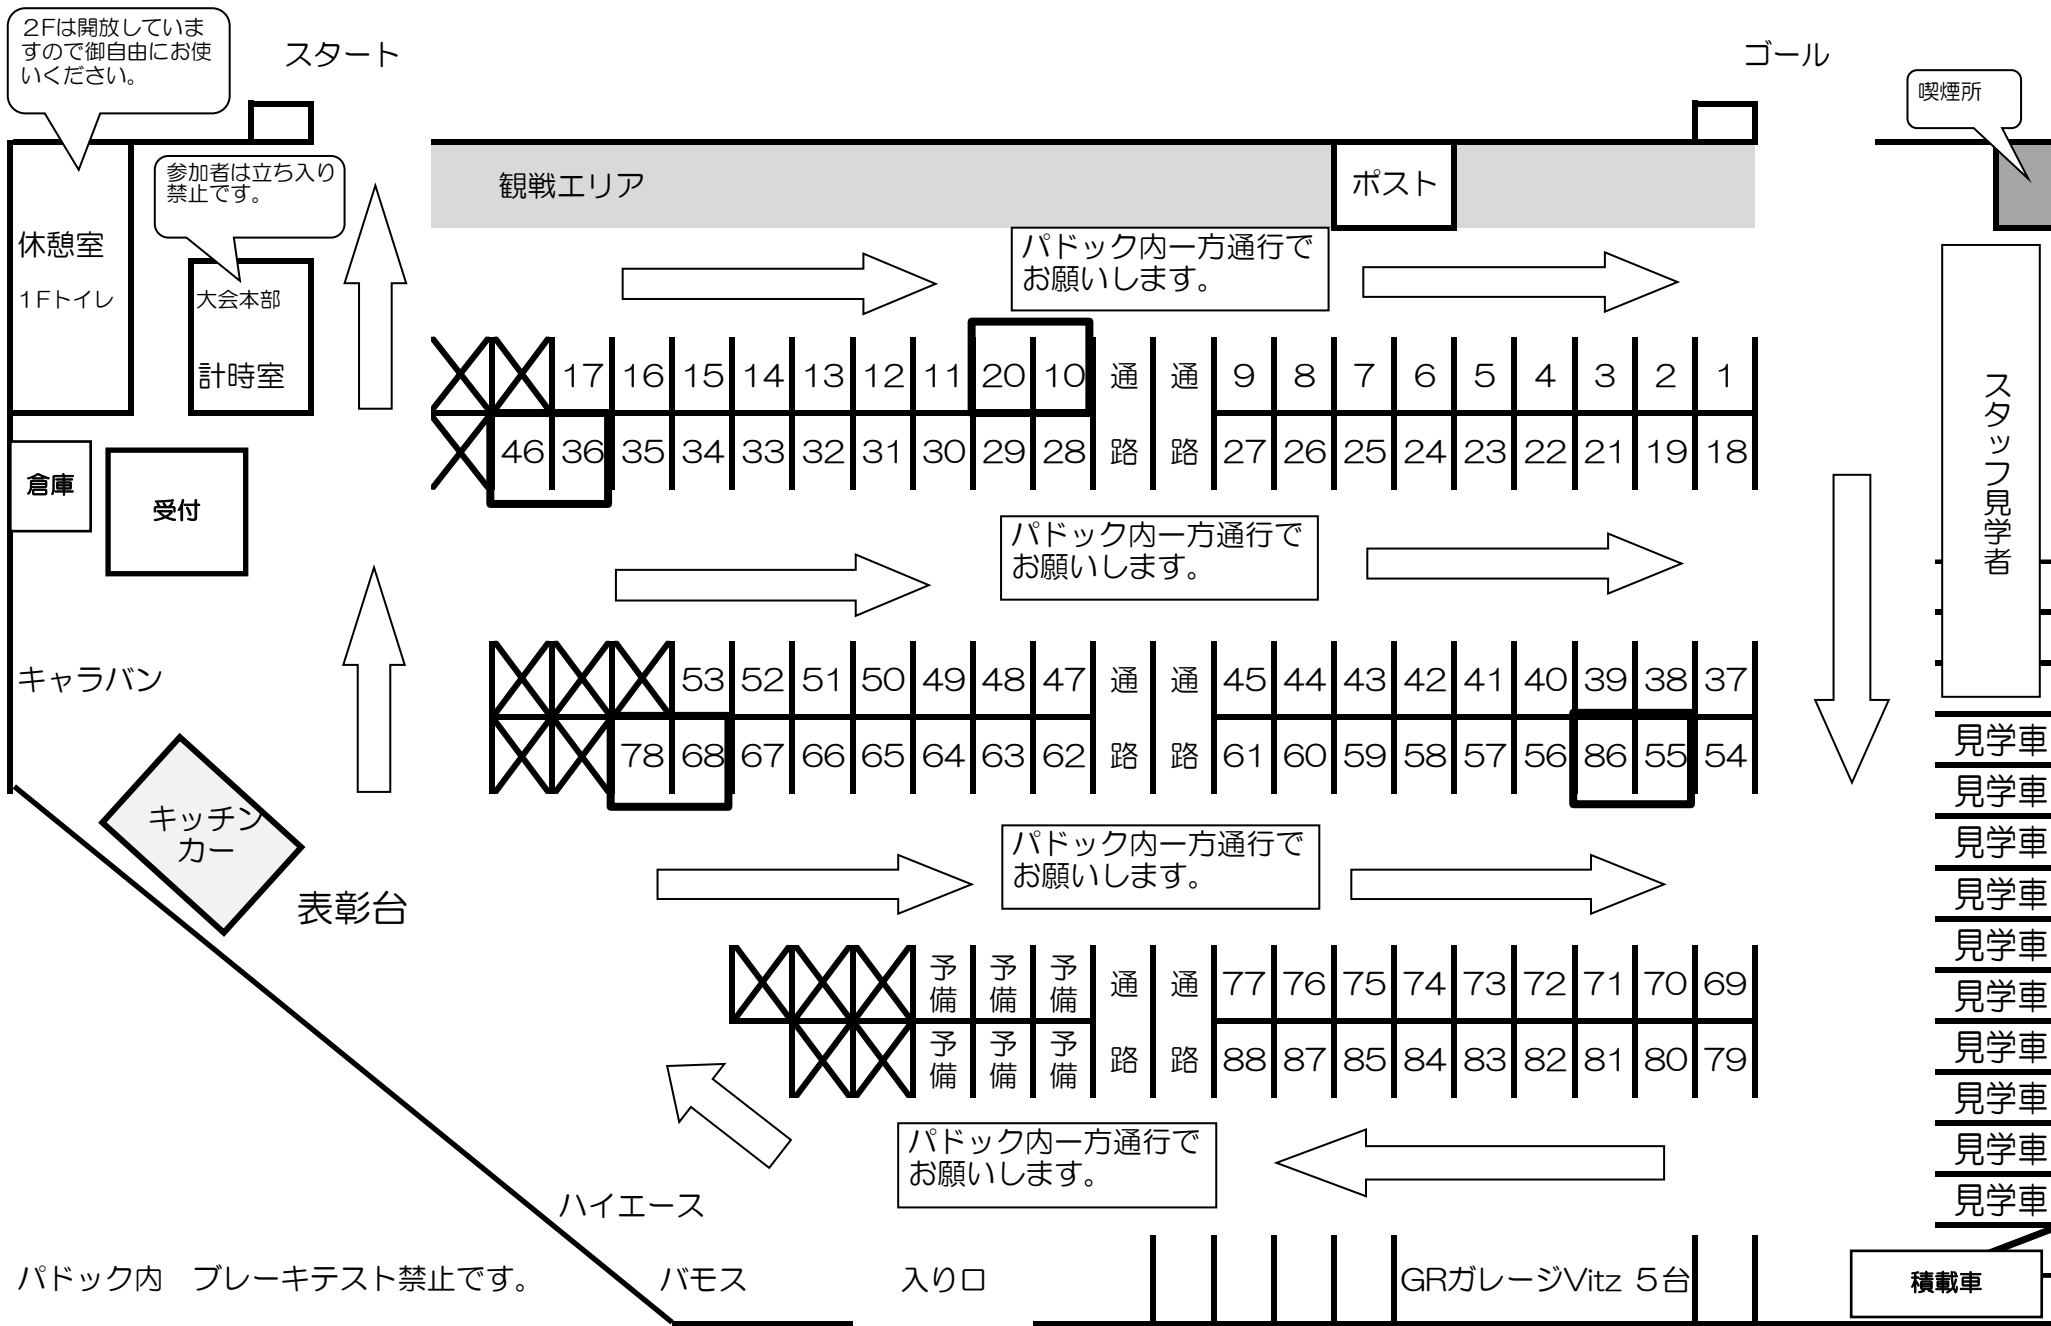 2Fは開放していま
すので御自由にお使
いください。
スタート
ゴール
喫煙所
参加者は立ち入り
禁止です。
観戦エリア
ポスト
休憩室
1Fトイレ
大会本部
計時室
パドック内一方通行で
お願いします。
17 16 15 14 13 12 11 20 10 通 通 9 8 7 6 5 4 3 2 1
46 36 35 34 33 32 31 30 29 28 路 路 27 26 25 24 23 22 21 19 18
スタッフ見学者
倉庫
受付
パドック内一方通行で
お願いします。
キャラバン
53 52 51 50 49 48 47 通 通 45 44 43 42 41 40 39 38 37
78 68 67 66 65 64 63 62 路 路 61 60 59 58 57 56 86 55 54
見学車
見学車
見学車
見学車
見学車
見学車
見学車
見学車
見学車
見学車
キッチン
カー
表彰台
パドック内一方通行で
お願いします。
予備 予備 予備 通 通 77 76 75 74 73 72 71 70 69
予備 予備 予備 路 路 88 87 85 84 83 82 81 80 79
パドック内一方通行で
お願いします。
ハイエース
パドック内 ブレーキテスト禁止です。
バモス
入り口
GRガレージVitz 5台
積載車